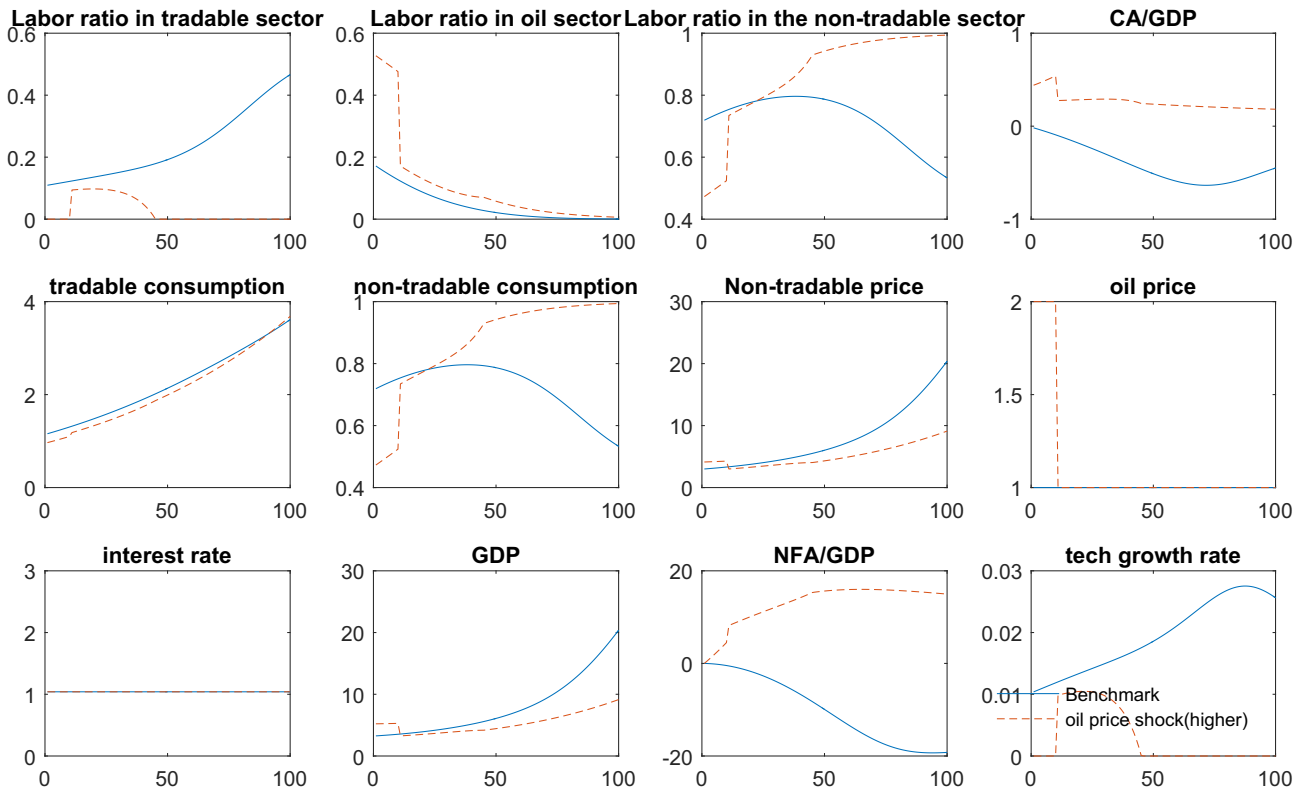 Labor ratio in tradable sector
Labor ratio in oil sector
Labor ratio in the non-tradable sector
CA/GDP
0.6
0.4
0.2
0
0 50 100
0.6
0.4
0.2
0
0 50 100
1
0.8
0.6
0.4
0 50 100
1
0
-1
0 50 100
tradable consumption
non-tradable consumption
Non-tradable price
oil price
4
2
0
0 50 100
1
0.8
0.6
0.4
0 50 100
30
20
10
0
0 50 100
2
1.5
1
0 50 100
interest rate
GDP
NFA/GDP
tech growth rate
3
2
1
0
0 50 100
30
20
10
0
0 50 100
20
0
-20
0 50 100
0.03
0.02
0.01
0
0 50 100
Benchmark
oil price shock(higher)